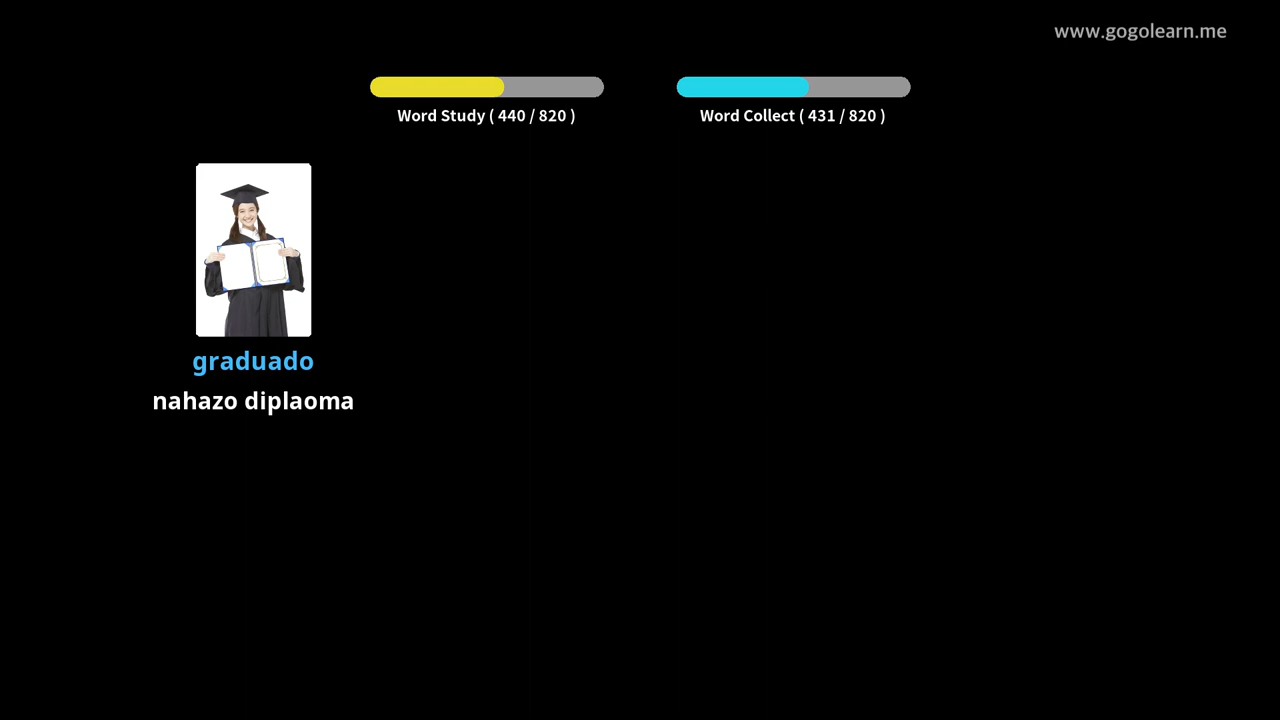 www.gogolearn.me
Word Study ( 440 / 820 )
Word Collect ( 431 / 820 )
graduado
nahazo diplaoma